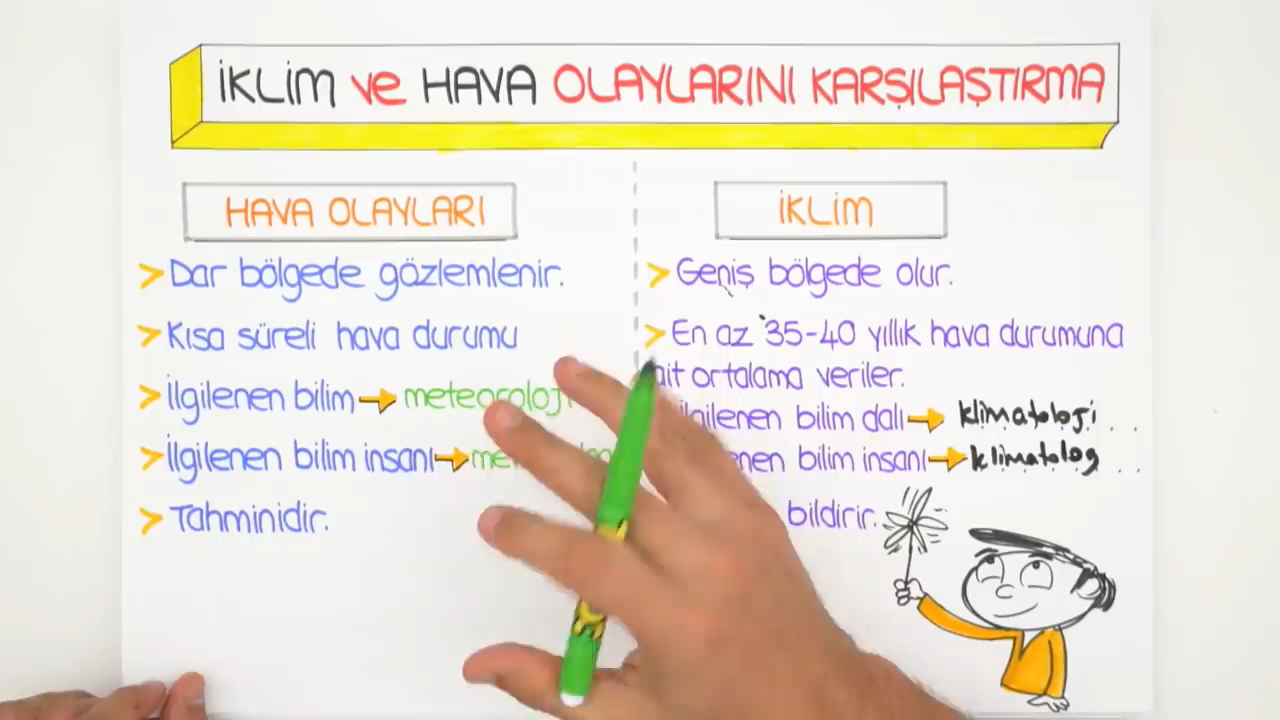 İKLİM ve HAVA OLAYLARINI KARŞILAŞTIRMA
HAVA OLAYLARI
Dar bölgede gözlemlenir.
Kısa süreli hava durumu
İlgilenen bilim → meteoroloji
İlgilenen bilim insanı →
Tahminidir.
İKLİM
Geniş bölgede olur.
En az 35-40 yıllık hava durumuna
ait ortalama veriler.
İlgilenen bilim dalı → klimatoloji
bilim insanı → klimatolog
bildirir.